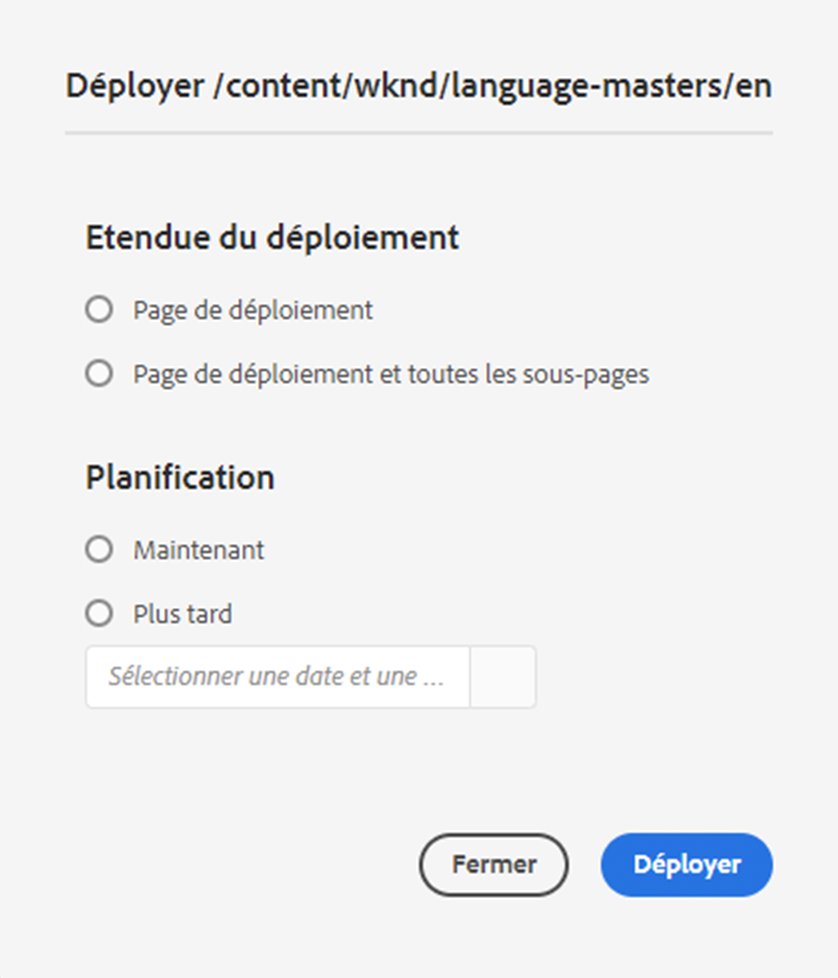 Déployer /content/wknd/language-masters/en
Etendue du déploiement
Page de déploiement
Page de déploiement et toutes les sous-pages
Planification
Maintenant
Plus tard
Sélectionner une date et une ...
Fermer
Déployer